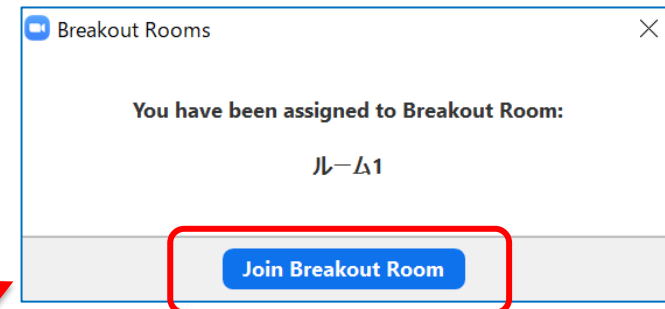 Breakout Rooms
You have been assigned to Breakout Room:
ルーム1
Join Breakout Room